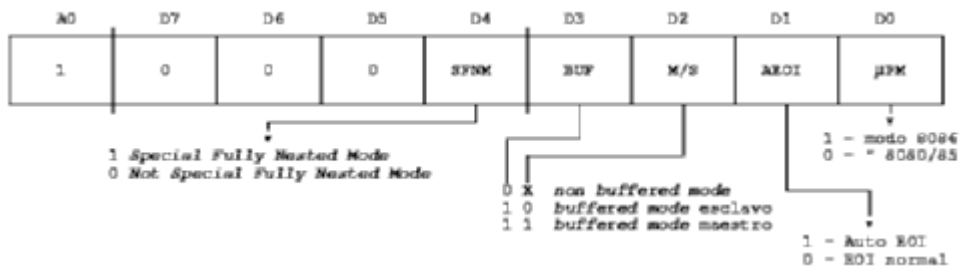 A0 D7 D6 D5 D4 D3 D2 D1 D0
1 0 0 0 SFNM BUF M/S AEOI µPM
1 - modo 8086
0 - " 8080/85
1 Special Fully Nested Mode
0 Not Special Fully Nested Mode
0 X non buffered mode
1 0 buffered mode esclavo
1 1 buffered mode maestro
1 - Auto EOI
0 - EOI normal